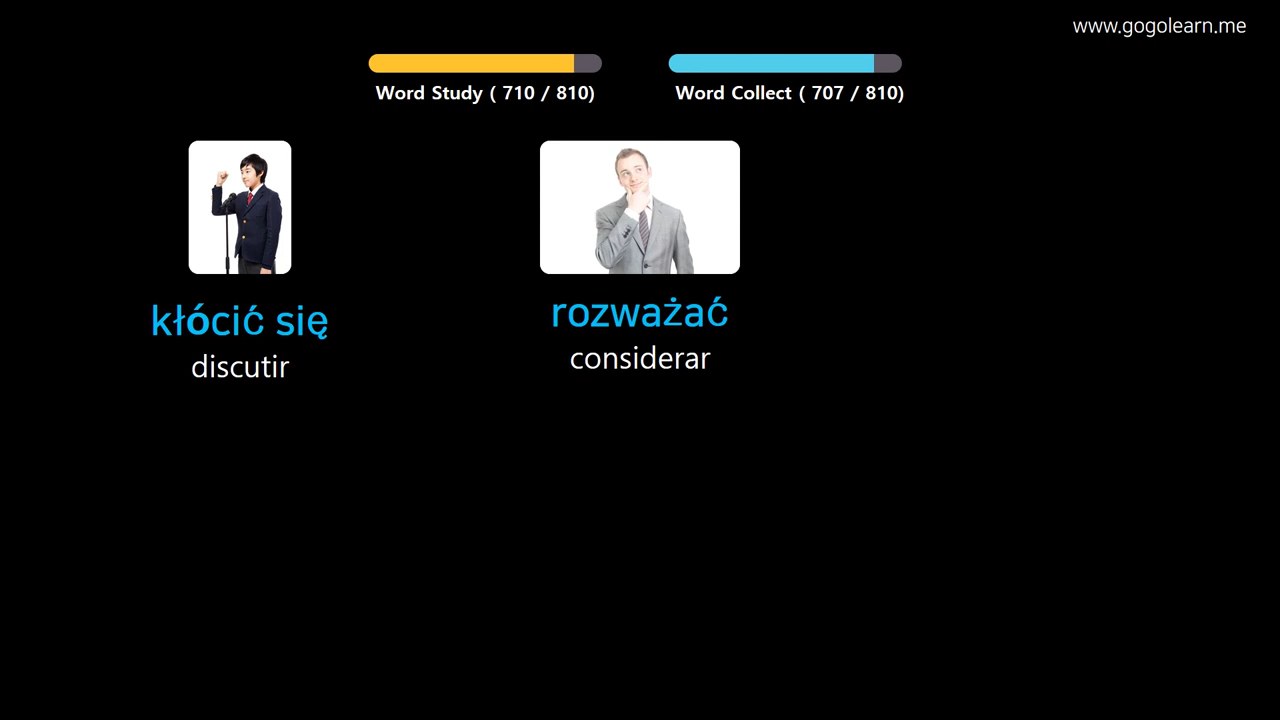 www.gogolearn.me
Word Study ( 710 / 810)
Word Collect ( 707 / 810)
kłócić się
discutir
rozważać
considerar